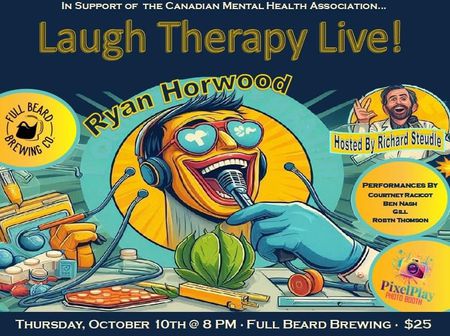 In Support of the Canadian Mental Health Association...
Laugh Therapy Live!
Ryan Horwood
FULL BEARD
BREWING CO.
Hosted By Richard Steudle
Performances By
Courtney Racicot
Ben Nash
Gill
Robyn Thomson
PixelPlay
PHOTO BOOTH
Thursday, October 10th @ 8 PM · Full Beard Brewing · $25